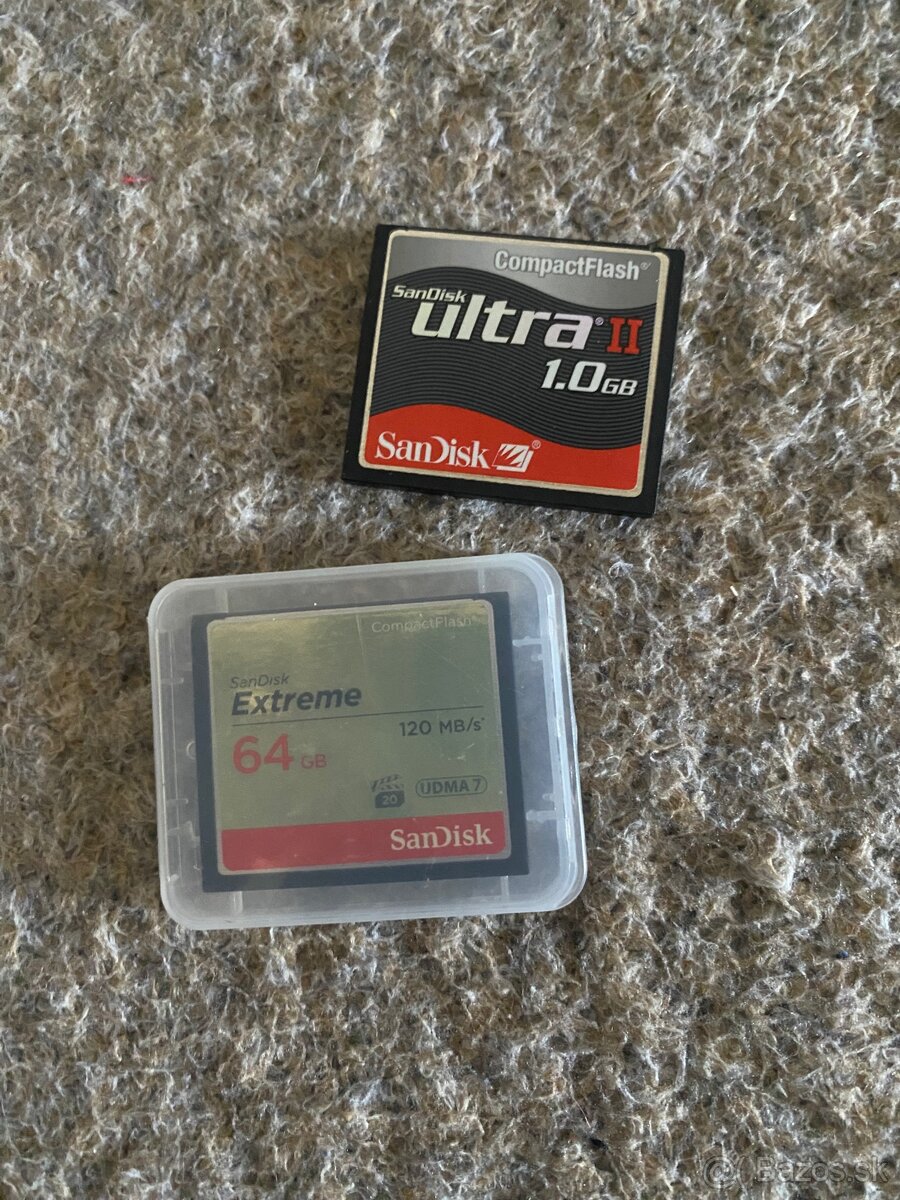 CompactFlash®
SanDisk
ultra® II
1.0GB
SanDisk®
CompactFlash®
SanDisk
Extreme
120 MB/s*
64 GB
20 UDMA 7
SanDisk
Bazos.sk